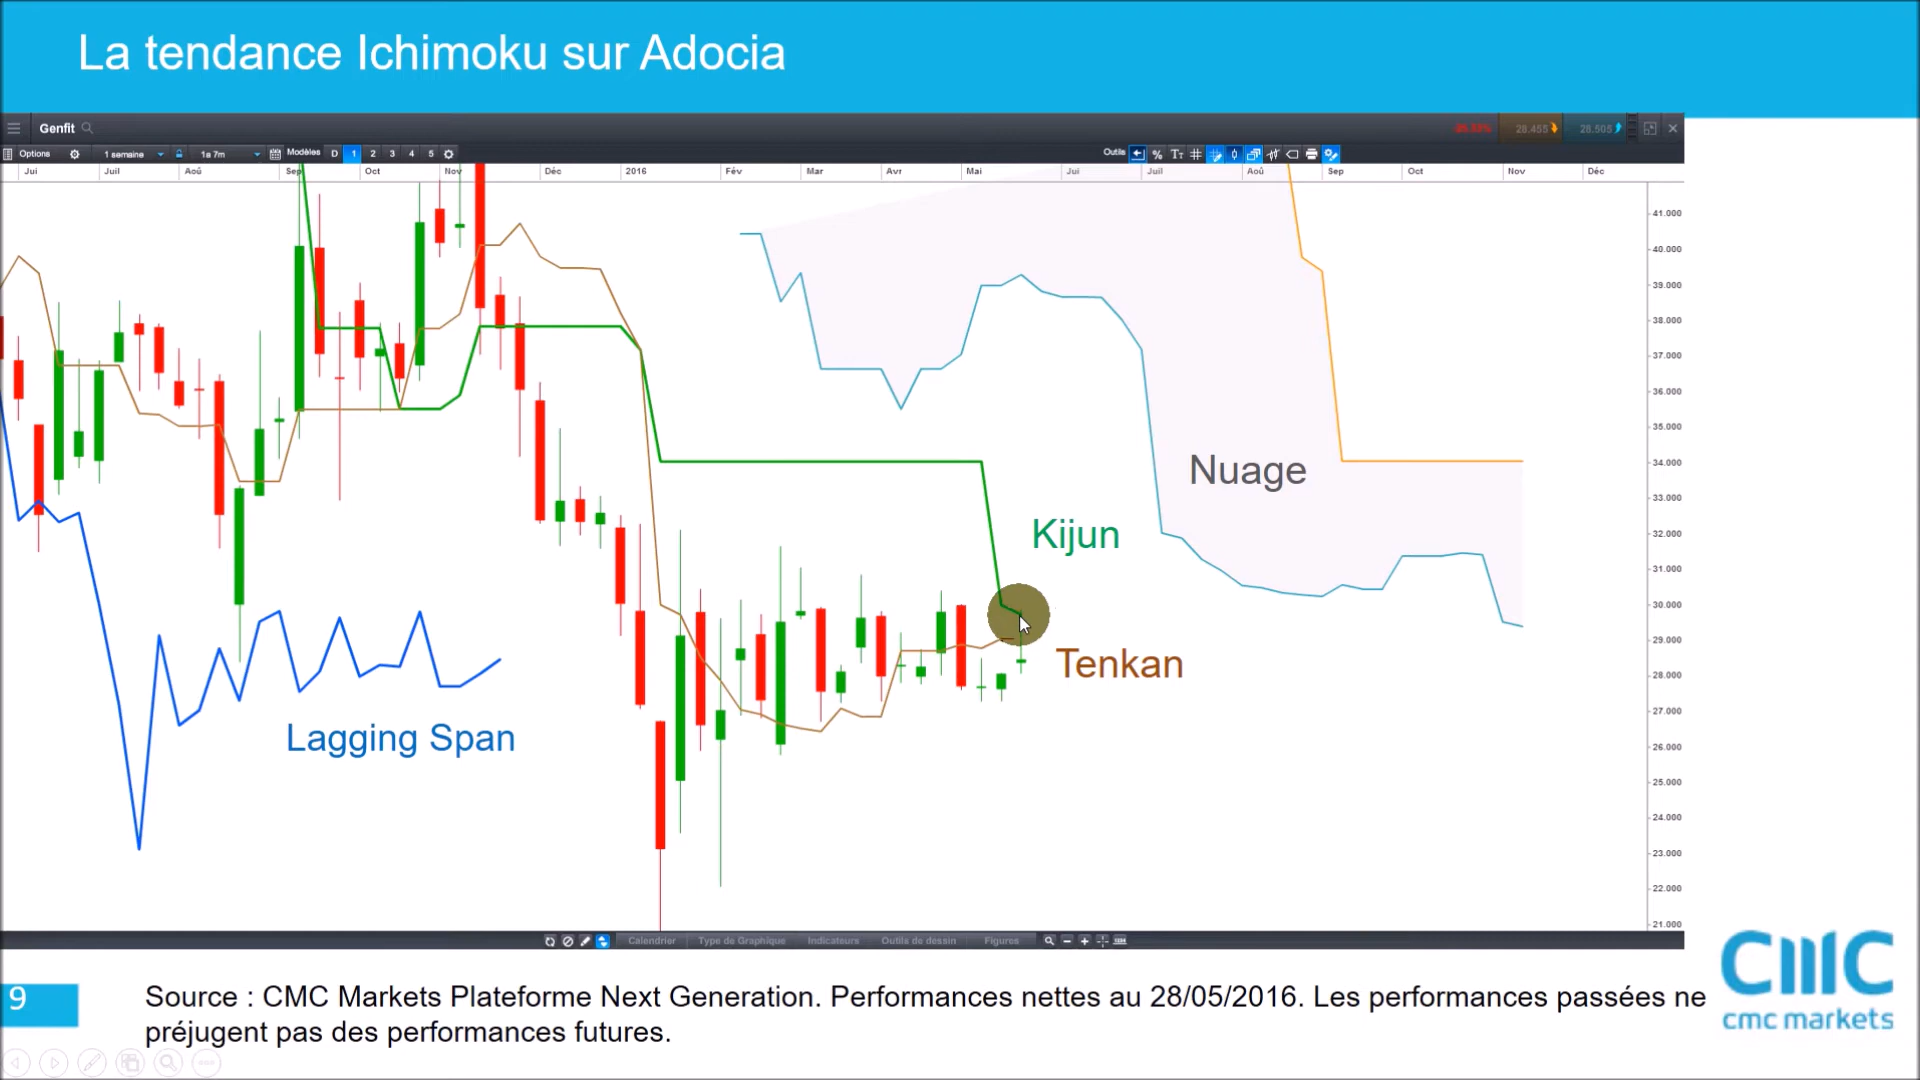 La tendance Ichimoku sur Adocia
Genfit
28.455
28.505
Options 1 semaine 1a 7m Modèles D 1 2 3 4 5 Outils
Jui Juil Aoû Sep Oct Nov Déc 2016 Fév Mar Avr Mai Jui Juil Aoû Sep Oct Nov Déc
41.000
40.000
39.000
38.000
37.000
36.000
35.000
34.000
33.000
32.000
31.000
30.000
29.000
28.000
27.000
26.000
25.000
24.000
23.000
22.000
21.000
Nuage
Kijun
Tenkan
Lagging Span
Calendrier Type de Graphique Indicateurs Outils de dessin Figures
9
Source : CMC Markets Plateforme Next Generation. Performances nettes au 28/05/2016. Les performances passées ne
préjugent pas des performances futures.
cmc markets